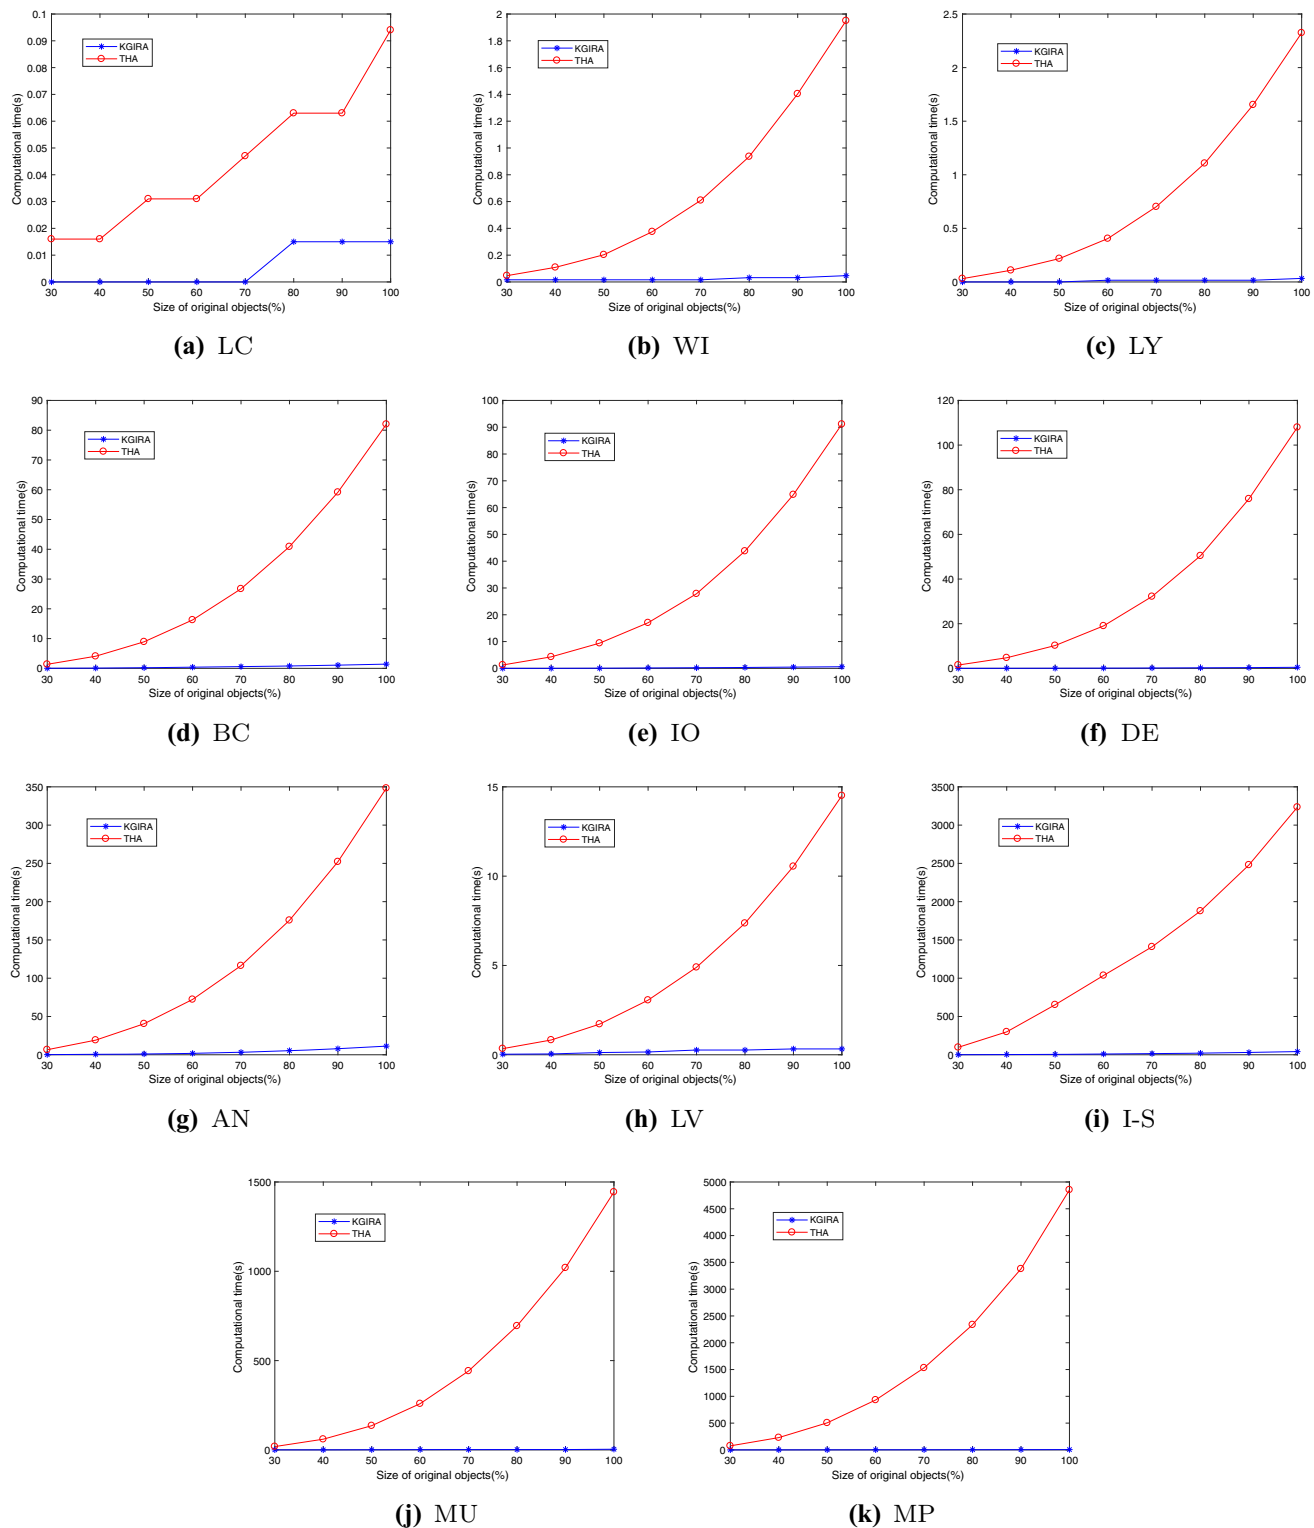 0.1
0.09
0.08
0.07
0.06
0.05
0.04
0.03
0.02
0.01
0
Computational time(s)
KGIRA
THA
30 40 50 60 70 80 90 100
Size of original objects(%)
(a) LC
2
1.8
1.6
1.4
1.2
1
0.8
0.6
0.4
0.2
0
Computational time(s)
KGIRA
THA
30 40 50 60 70 80 90 100
Size of original objects(%)
(b) WI
2.5
2
1.5
1
0.5
0
Computational time(s)
KGIRA
THA
30 40 50 60 70 80 90 100
Size of original objects(%)
(c) LY
90
80
70
60
50
40
30
20
10
0
Computational time(s)
KGIRA
THA
30 40 50 60 70 80 90 100
Size of original objects(%)
(d) BC
100
90
80
70
60
50
40
30
20
10
0
Computational time(s)
KGIRA
THA
30 40 50 60 70 80 90 100
Size of original objects(%)
(e) IO
120
100
80
60
40
20
0
Computational time(s)
KGIRA
THA
30 40 50 60 70 80 90 100
Size of original objects(%)
(f) DE
350
300
250
200
150
100
50
0
Computational time(s)
KGIRA
THA
30 40 50 60 70 80 90 100
Size of original objects(%)
(g) AN
15
10
5
0
Computational time(s)
KGIRA
THA
30 40 50 60 70 80 90 100
Size of original objects(%)
(h) LV
3500
3000
2500
2000
1500
1000
500
0
Computational time(s)
KGIRA
THA
30 40 50 60 70 80 90 100
Size of original objects(%)
(i) I-S
1500
1000
500
0
Computational time(s)
KGIRA
THA
30 40 50 60 70 80 90 100
Size of original objects(%)
(j) MU
5000
4500
4000
3500
3000
2500
2000
1500
1000
500
0
Computational time(s)
KGIRA
THA
30 40 50 60 70 80 90 100
Size of original objects(%)
(k) MP